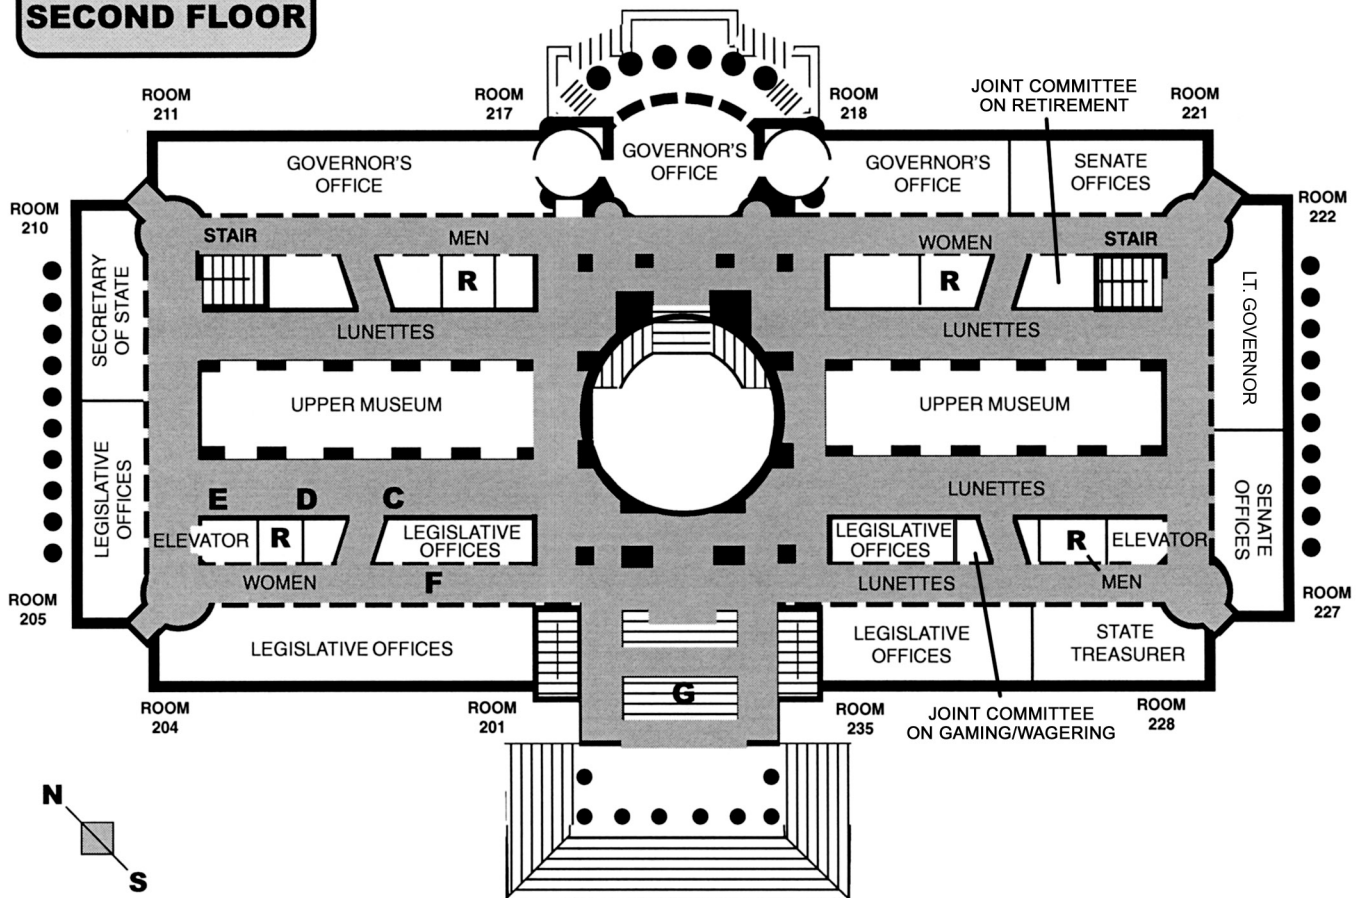 SECOND FLOOR
JOINT COMMITTEE
ON RETIREMENT
ROOM
211
ROOM
217
ROOM
218
ROOM
221
GOVERNOR'S
OFFICE
GOVERNOR'S
OFFICE
GOVERNOR'S
OFFICE
SENATE
OFFICES
ROOM
210
ROOM
222
STAIR
MEN
WOMEN
STAIR
R
R
SECRETARY
OF STATE
LT. GOVERNOR
LUNETTES
LUNETTES
UPPER MUSEUM
UPPER MUSEUM
LEGISLATIVE
OFFICES
SENATE
OFFICES
E
D
C
LUNETTES
ELEVATOR
R
LEGISLATIVE
OFFICES
LEGISLATIVE
OFFICES
R
ELEVATOR
WOMEN
F
LUNETTES
MEN
ROOM
205
ROOM
227
LEGISLATIVE OFFICES
LEGISLATIVE
OFFICES
STATE
TREASURER
G
ROOM
204
ROOM
201
ROOM
235
JOINT COMMITTEE
ON GAMING/WAGERING
ROOM
228
N
S